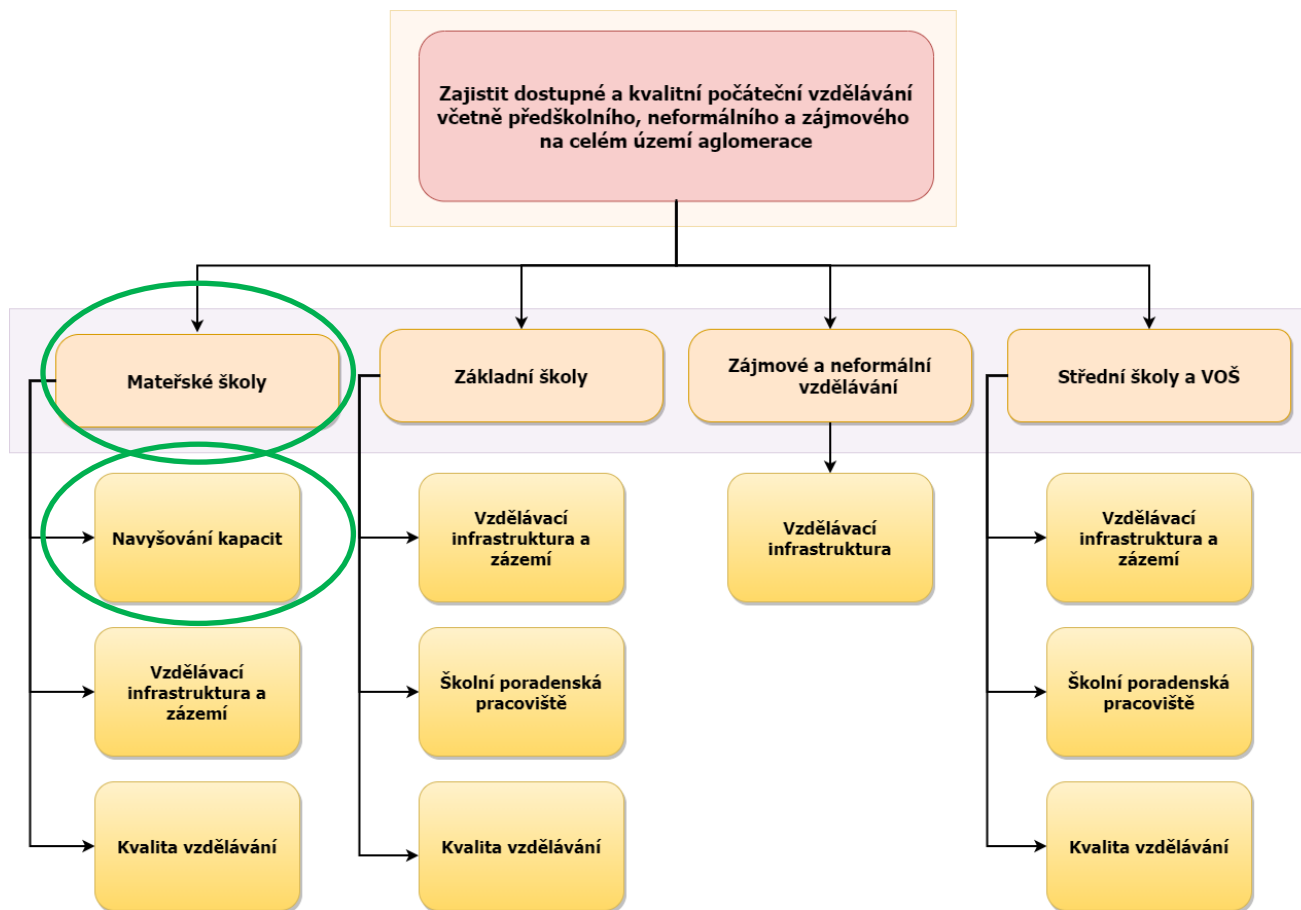 Zajistit dostupné a kvalitní počáteční vzdělávání
včetně předškolního, neformálního a zájmového
na celém území aglomerace
Mateřské školy
Základní školy
Zájmové a neformální
vzdělávání
Střední školy a VOŠ
Navyšování kapacit
Vzdělávací
infrastruktura a
zázemí
Vzdělávací
infrastruktura
Vzdělávací
infrastruktura a
zázemí
Vzdělávací
infrastruktura a
zázemí
Školní poradenská
pracoviště
Školní poradenská
pracoviště
Kvalita vzdělávání
Kvalita vzdělávání
Kvalita vzdělávání